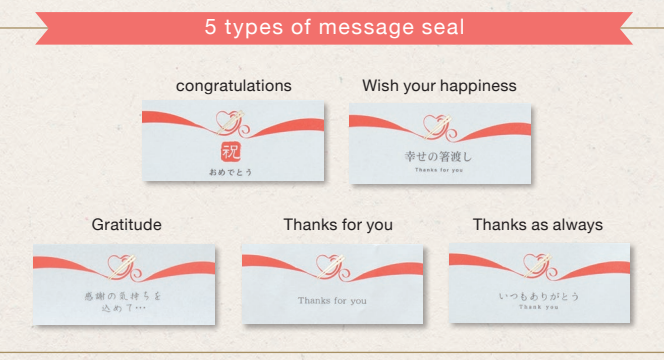 5 types of message seal
congratulations
Wish your happiness
祝
おめでとう
幸せの箸渡し
Thanks for you
Gratitude
Thanks for you
Thanks as always
感謝の気持ちを
込めて…
Thanks for you
いつもありがとう
Thank you